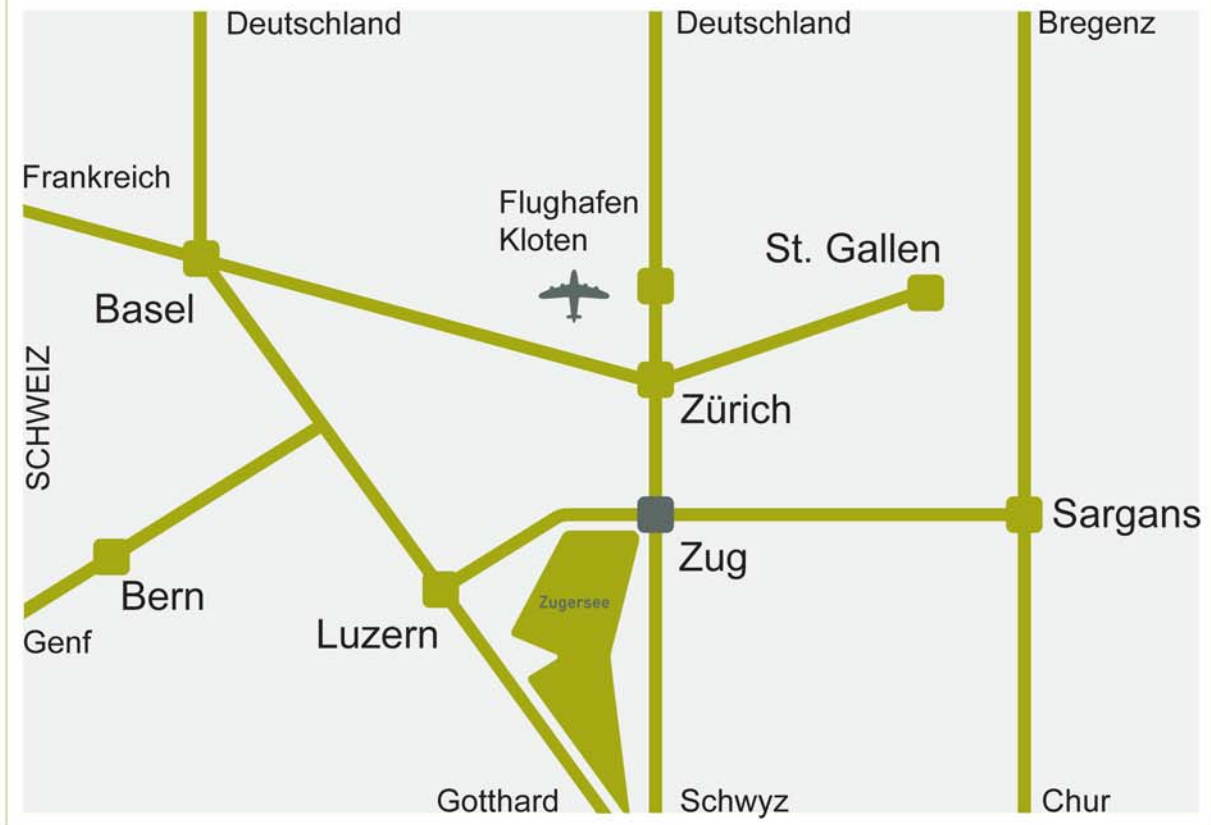 Deutschland
Deutschland
Bregenz
Frankreich
Flughafen
Kloten
St. Gallen
Basel
SCHWEIZ
Zürich
Sargans
Zug
Bern
Zugersee
Luzern
Genf
Gotthard
Schwyz
Chur